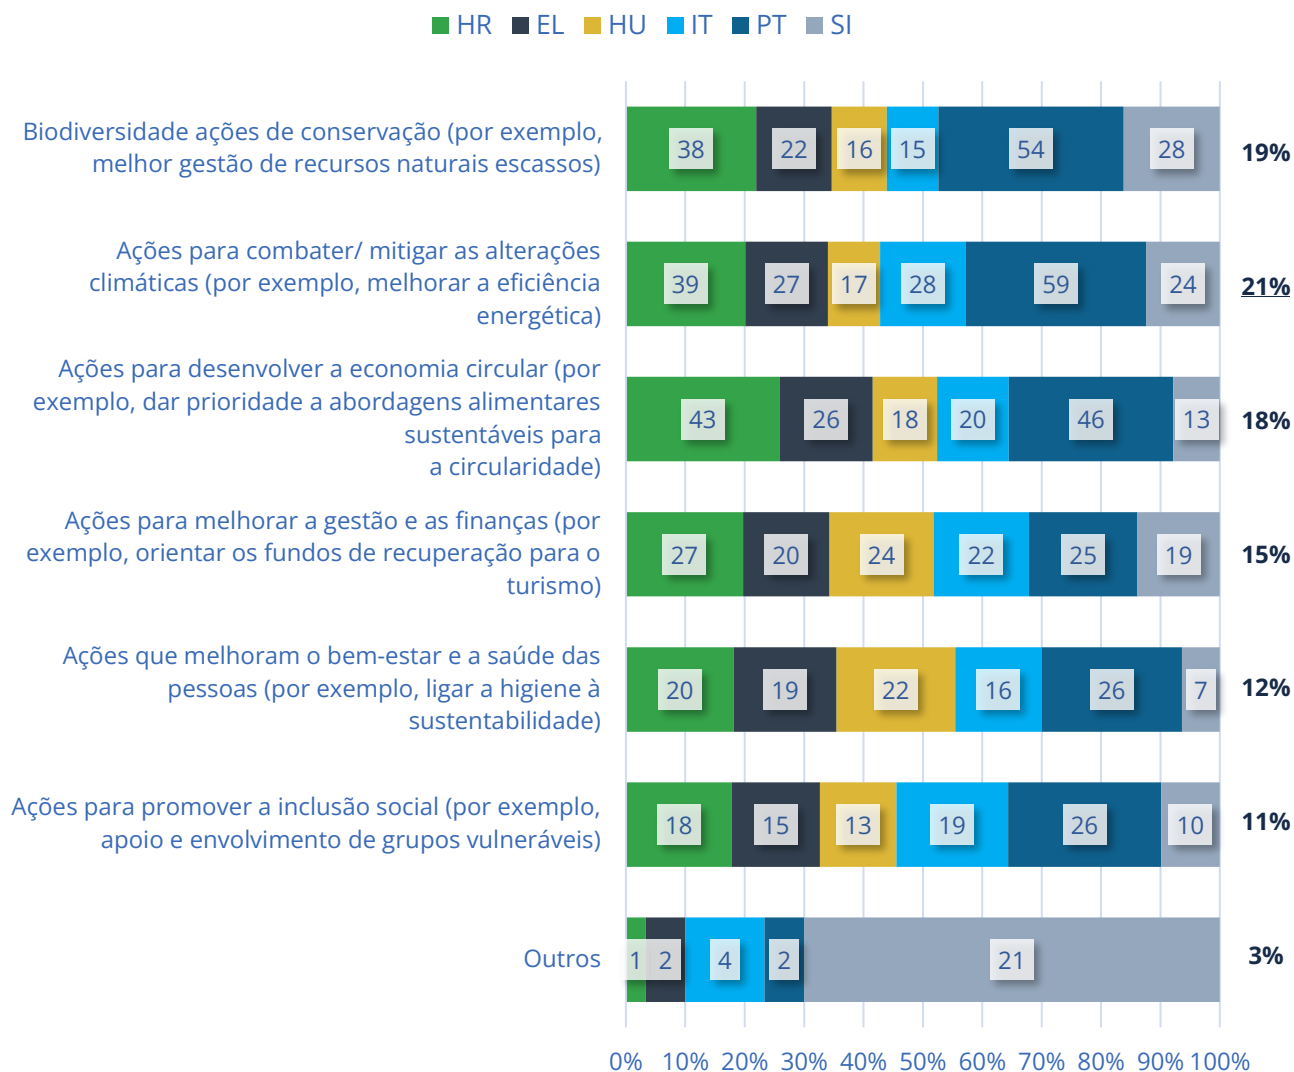 HR EL HU IT PT SI
Biodiversidade ações de conservação (por exemplo,
melhor gestão de recursos naturais escassos)
38 22 16 15 54 28 19%
Ações para combater/ mitigar as alterações
climáticas (por exemplo, melhorar a eficiência
energética)
39 27 17 28 59 24 21%
Ações para desenvolver a economia circular (por
exemplo, dar prioridade a abordagens alimentares
sustentáveis para
a circularidade)
43 26 18 20 46 13 18%
Ações para melhorar a gestão e as finanças (por
exemplo, orientar os fundos de recuperação para o
turismo)
27 20 24 22 25 19 15%
Ações que melhoram o bem-estar e a saúde das
pessoas (por exemplo, ligar a higiene à
sustentabilidade)
20 19 22 16 26 7 12%
Ações para promover a inclusão social (por exemplo,
apoio e envolvimento de grupos vulneráveis)
18 15 13 19 26 10 11%
Outros
1 2 4 2 21 3%
0% 10% 20% 30% 40% 50% 60% 70% 80% 90% 100%